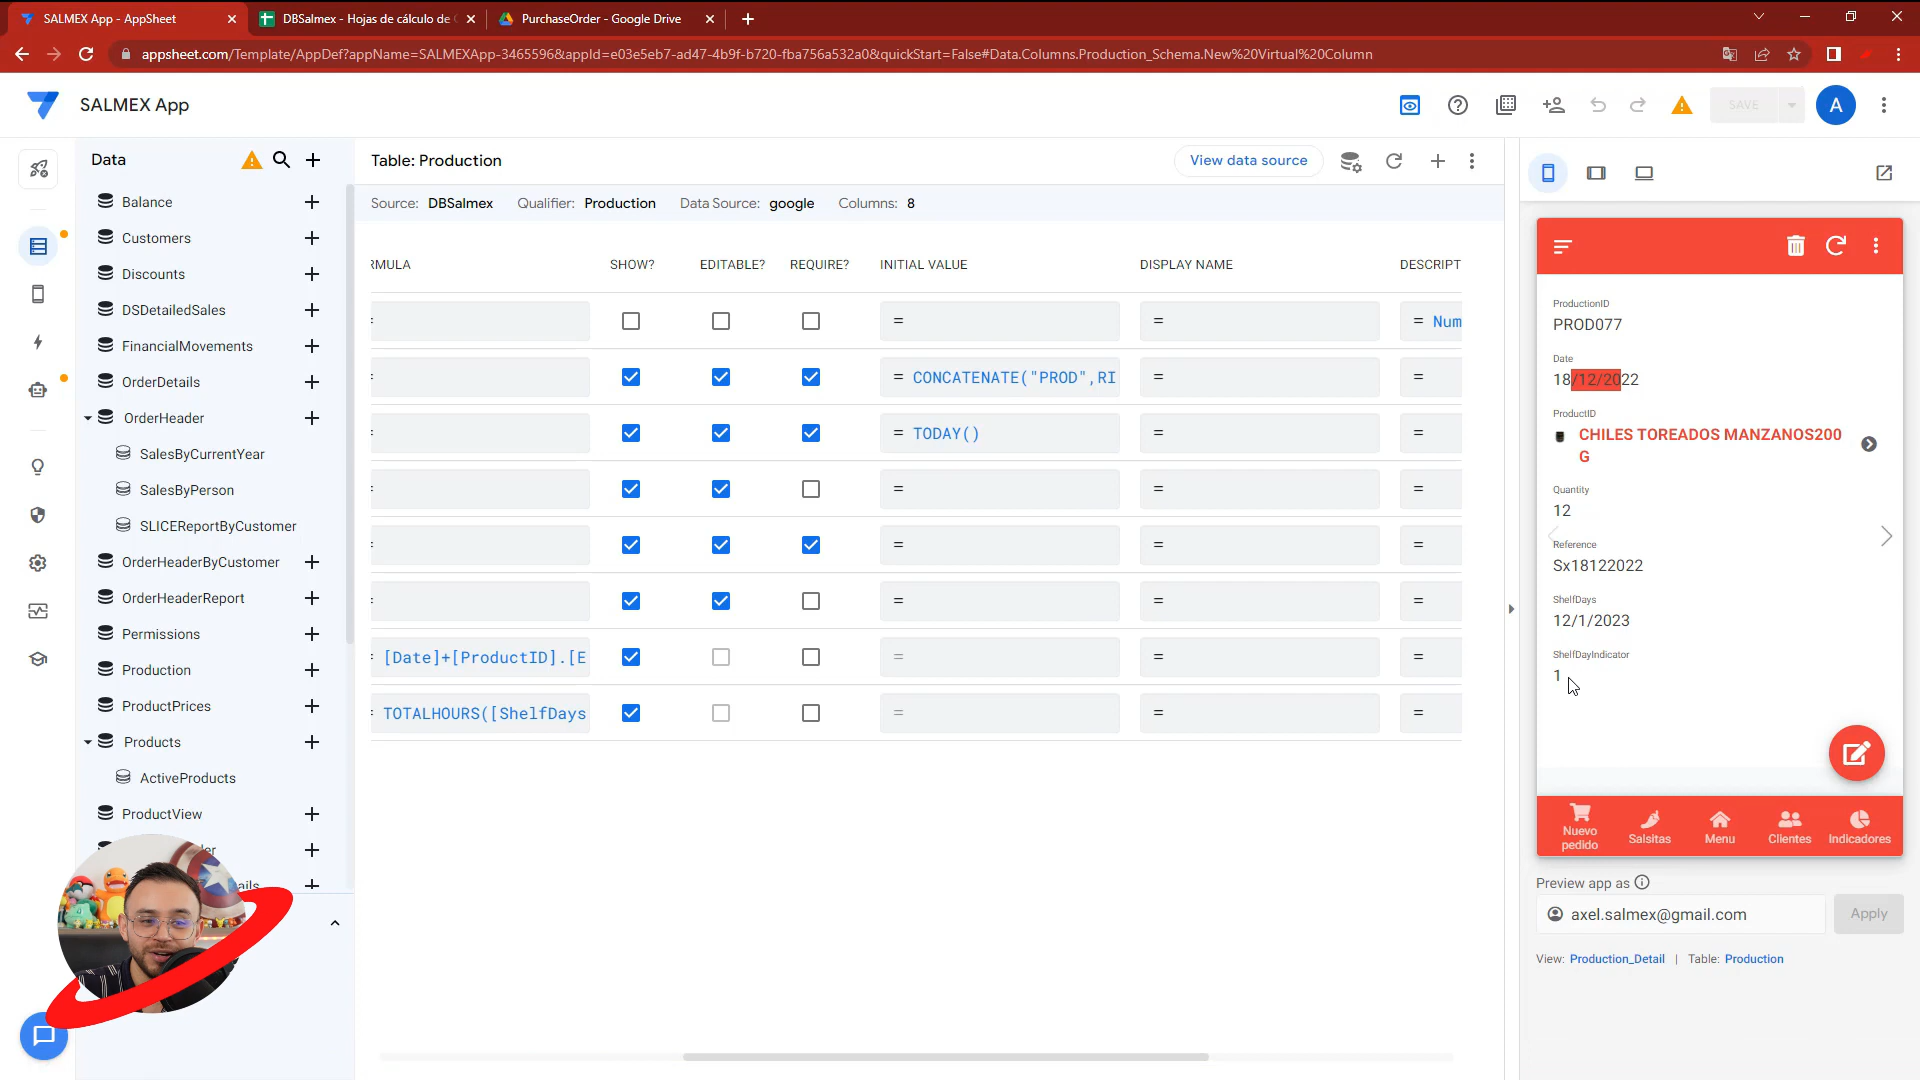 SALMEX App - AppSheet
DBSalmex - Hojas de cálculo de
PurchaseOrder - Google Drive
appsheet.com/Template/AppDef?appName=SALMEXApp-3465596&appId=e03e5eb7-ad47-4b9f-b720-fba756a532a0&quickStart=False#Data.Columns.Production_Schema.New%20Virtual%20Column
SALMEX App
SAVE
A
Data
Balance
Customers
Discounts
DSDetailedSales
FinancialMovements
OrderDetails
OrderHeader
SalesByCurrentYear
SalesByPerson
SLICEReportByCustomer
OrderHeaderByCustomer
OrderHeaderReport
Permissions
Production
ProductPrices
Products
ActiveProducts
ProductView
Table: Production
View data source
Source: DBSalmex Qualifier: Production Data Source: google Columns: 8
RMULA SHOW? EDITABLE? REQUIRE? INITIAL VALUE DISPLAY NAME DESCRIPT
= = = = Num
= = CONCATENATE("PROD",RI = =
= = TODAY() = =
= = = =
= = = =
= = = =
= [Date]+[ProductID].[E = = =
= TOTALHOURS([ShelfDays = = =
ProductionID
PROD077
Date
18/12/2022
ProductID
CHILES TOREADOS MANZANOS200
G
Quantity
12
Reference
Sx18122022
ShelfDays
12/1/2023
ShelfDayIndicator
1
Nuevo
pedido
Salsitas
Menu
Clientes
Indicadores
Preview app as
axel.salmex@gmail.com
Apply
View: Production_Detail | Table: Production